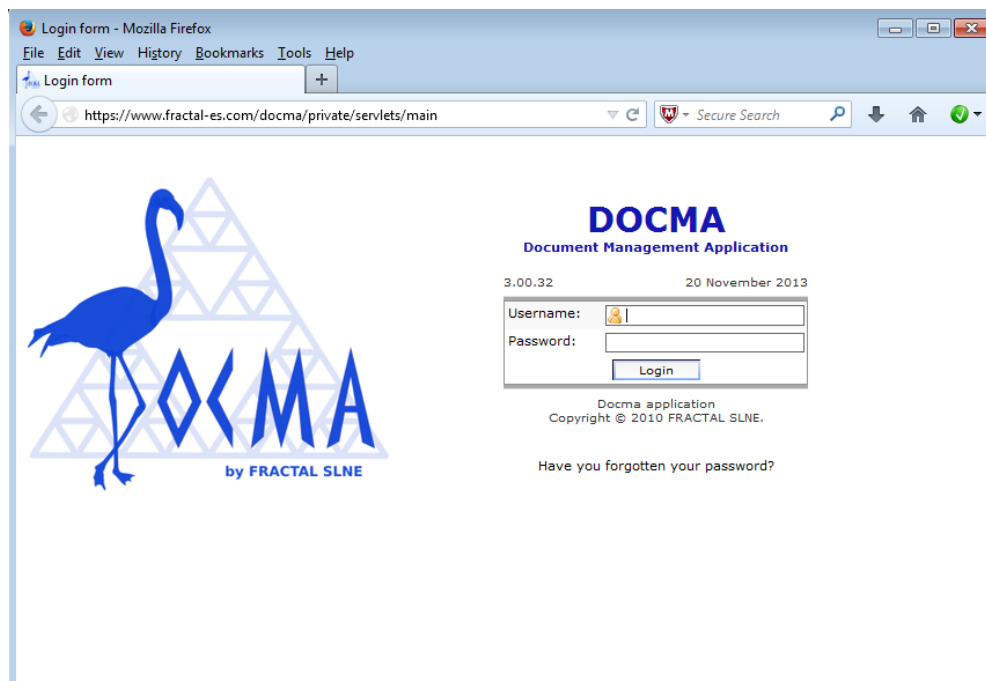 Login form - Mozilla Firefox
File Edit View History Bookmarks Tools Help
Login form
https://www.fractal-es.com/docma/private/servlets/main
Secure Search
DOCMA
by FRACTAL SLNE
DOCMA
Document Management Application
3.00.32 20 November 2013
Username:
Password:
Login
Docma application
Copyright © 2010 FRACTAL SLNE.
Have you forgotten your password?